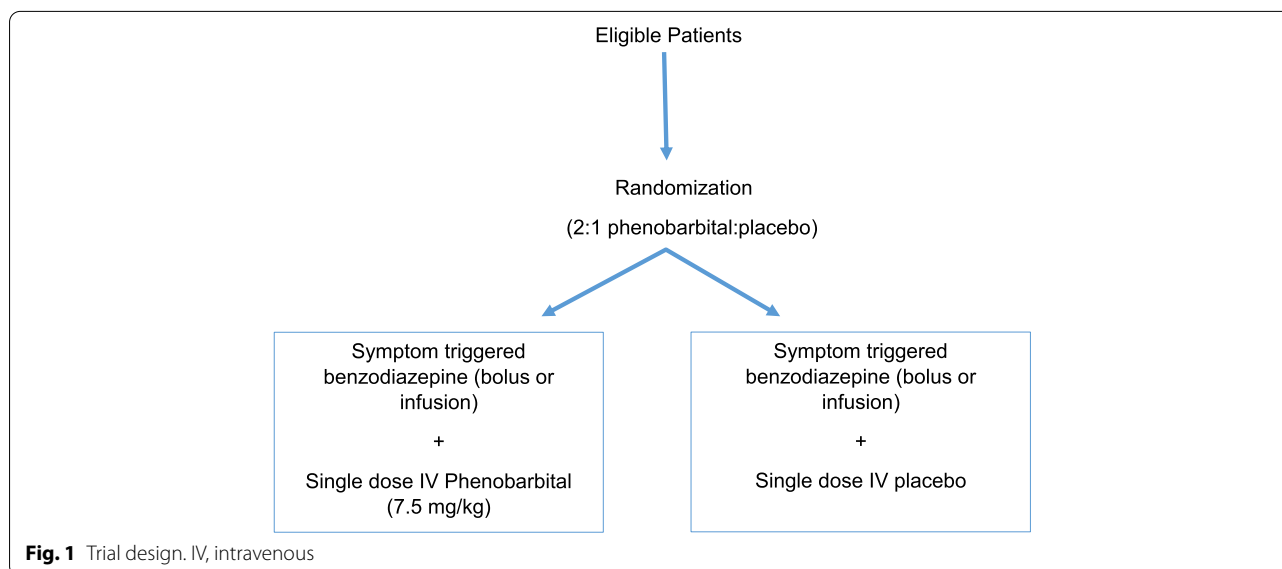 Eligible Patients
Randomization
(2:1 phenobarbital:placebo)
Symptom triggered
benzodiazepine (bolus or
infusion)
+
Single dose IV Phenobarbital
(7.5 mg/kg)
Symptom triggered
benzodiazepine (bolus or
infusion)
+
Single dose IV placebo
Fig. 1 Trial design. IV, intravenous